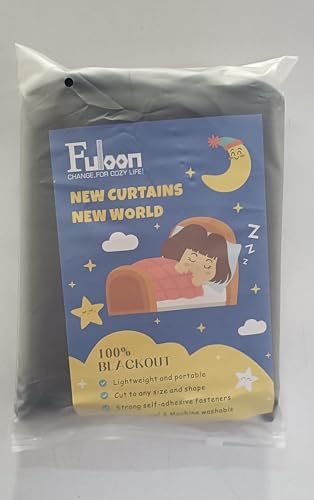 Fuloon
CHANGE,FOR COZY LIFE!
NEW CURTAINS
NEW WORLD
Z
Z
Z
100%
BLACKOUT
Lightweight and portable
Cut to any size and shape
Strong self-adhesive fasteners
& Machine washable